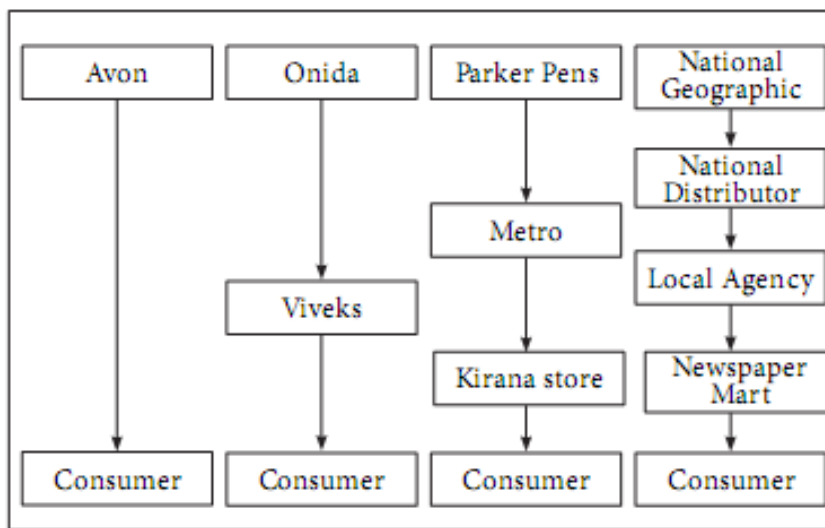 Avon
Onida
Parker Pens
National
Geographic
National
Distributor
Metro
Local Agency
Viveks
Kirana store
Newspaper
Mart
Consumer
Consumer
Consumer
Consumer